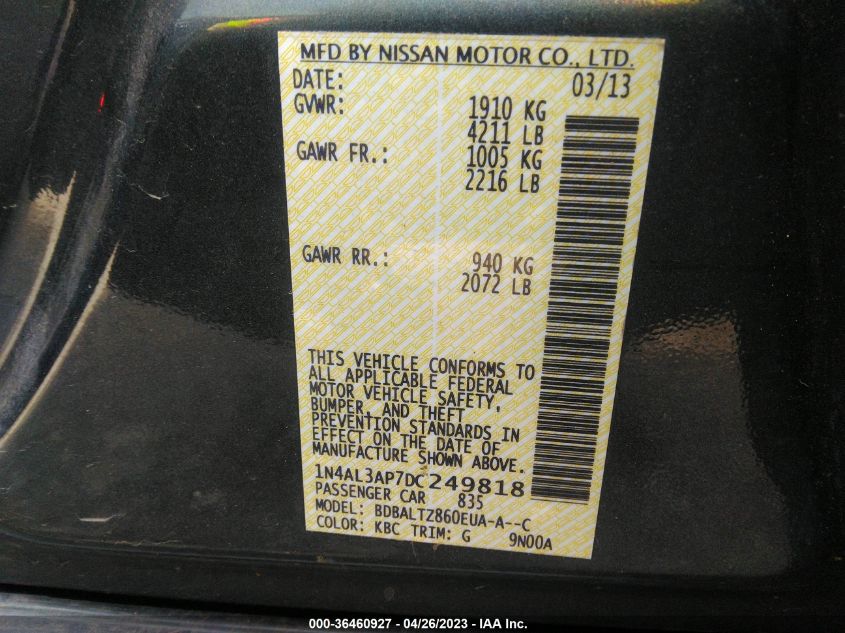 MFD BY NISSAN MOTOR CO., LTD.
DATE: 03/13
GVWR: 1910 KG
4211 LB
GAWR FR.: 1005 KG
2216 LB
GAWR RR.: 940 KG
2072 LB
THIS VEHICLE CONFORMS TO
ALL APPLICABLE FEDERAL
MOTOR VEHICLE SAFETY,
BUMPER, AND THEFT
PREVENTION STANDARDS IN
EFFECT ON THE DATE OF
MANUFACTURE SHOWN ABOVE.
1N4AL3AP7DC249818
PASSENGER CAR 835
MODEL: BDBALTZ860EUA-A--C
COLOR: KBC TRIM: G 9N00A
000-36460927 - 04/26/2023 - IAA Inc.